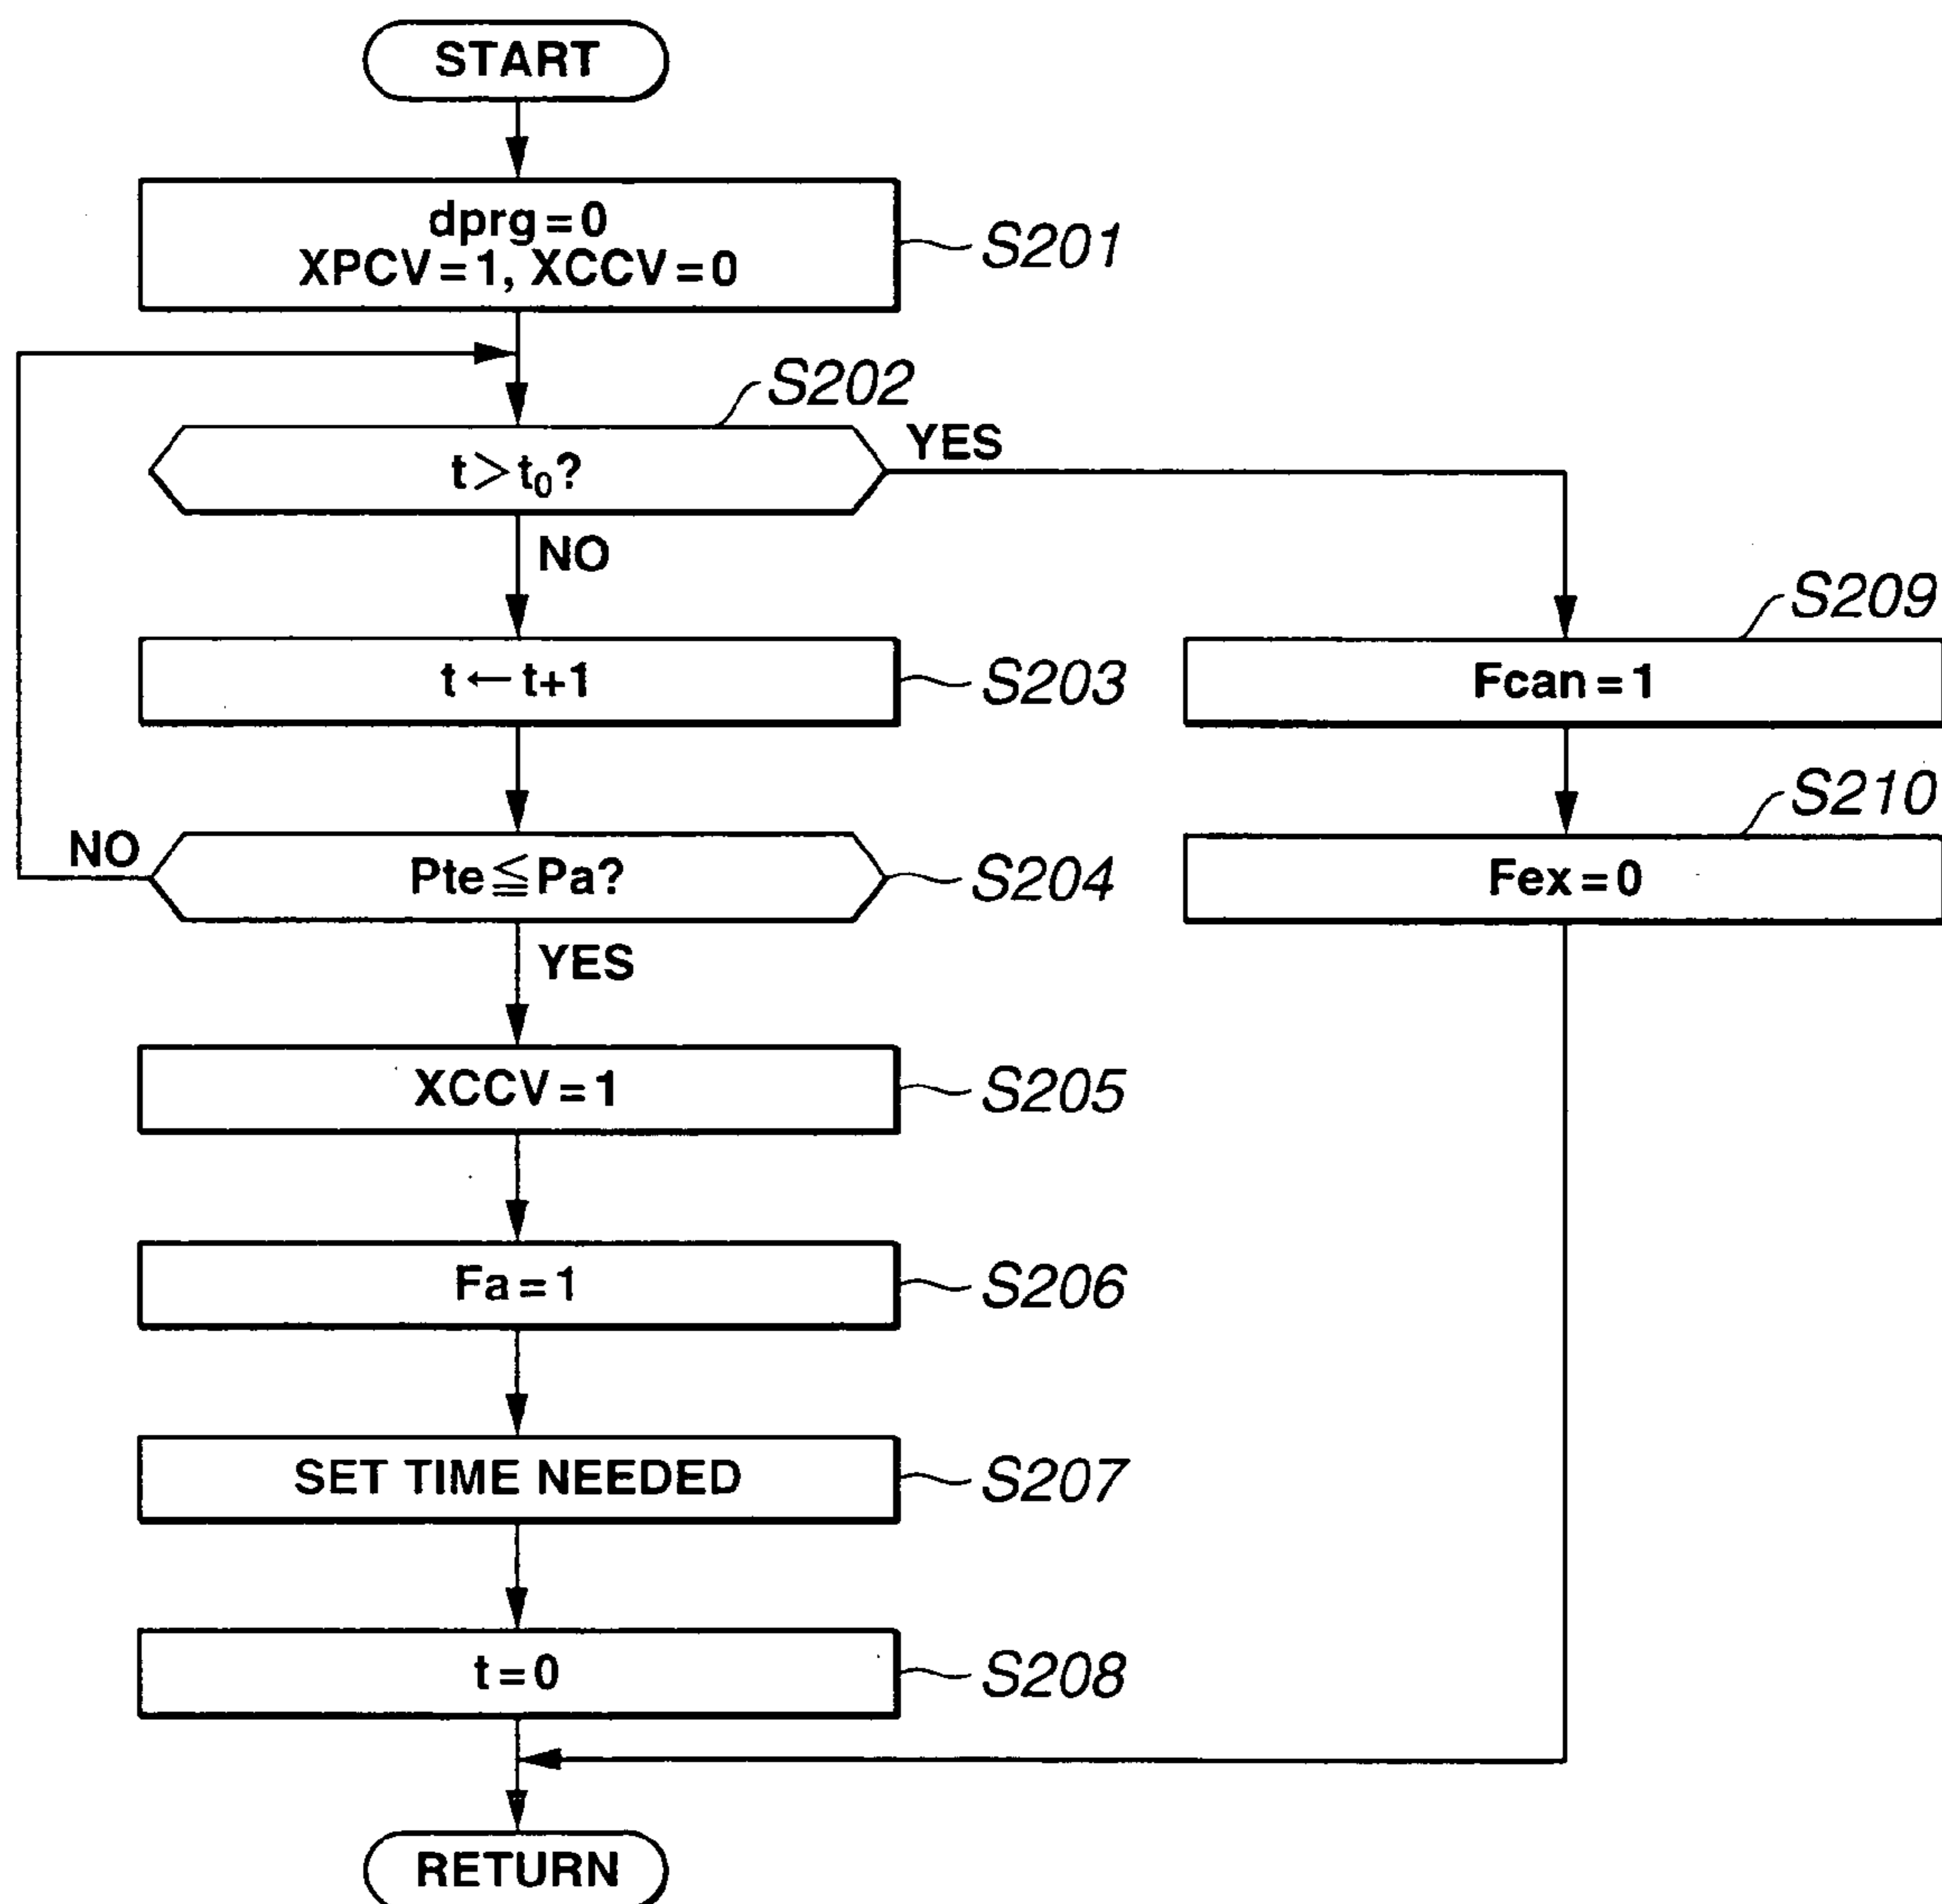 START
dprg=0
XPCV=1, XCCV=0
S201
S202
t>t₀?
YES
NO
t←t+1
S203
S209
Fcan=1
S210
Fex=0
NO
Pte≦Pa?
S204
YES
XCCV=1
S205
Fa=1
S206
SET TIME NEEDED
S207
t=0
S208
RETURN